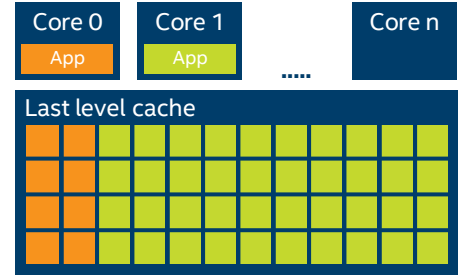 Core 0
Core 1
Core n
App
App
.....
Last level cache